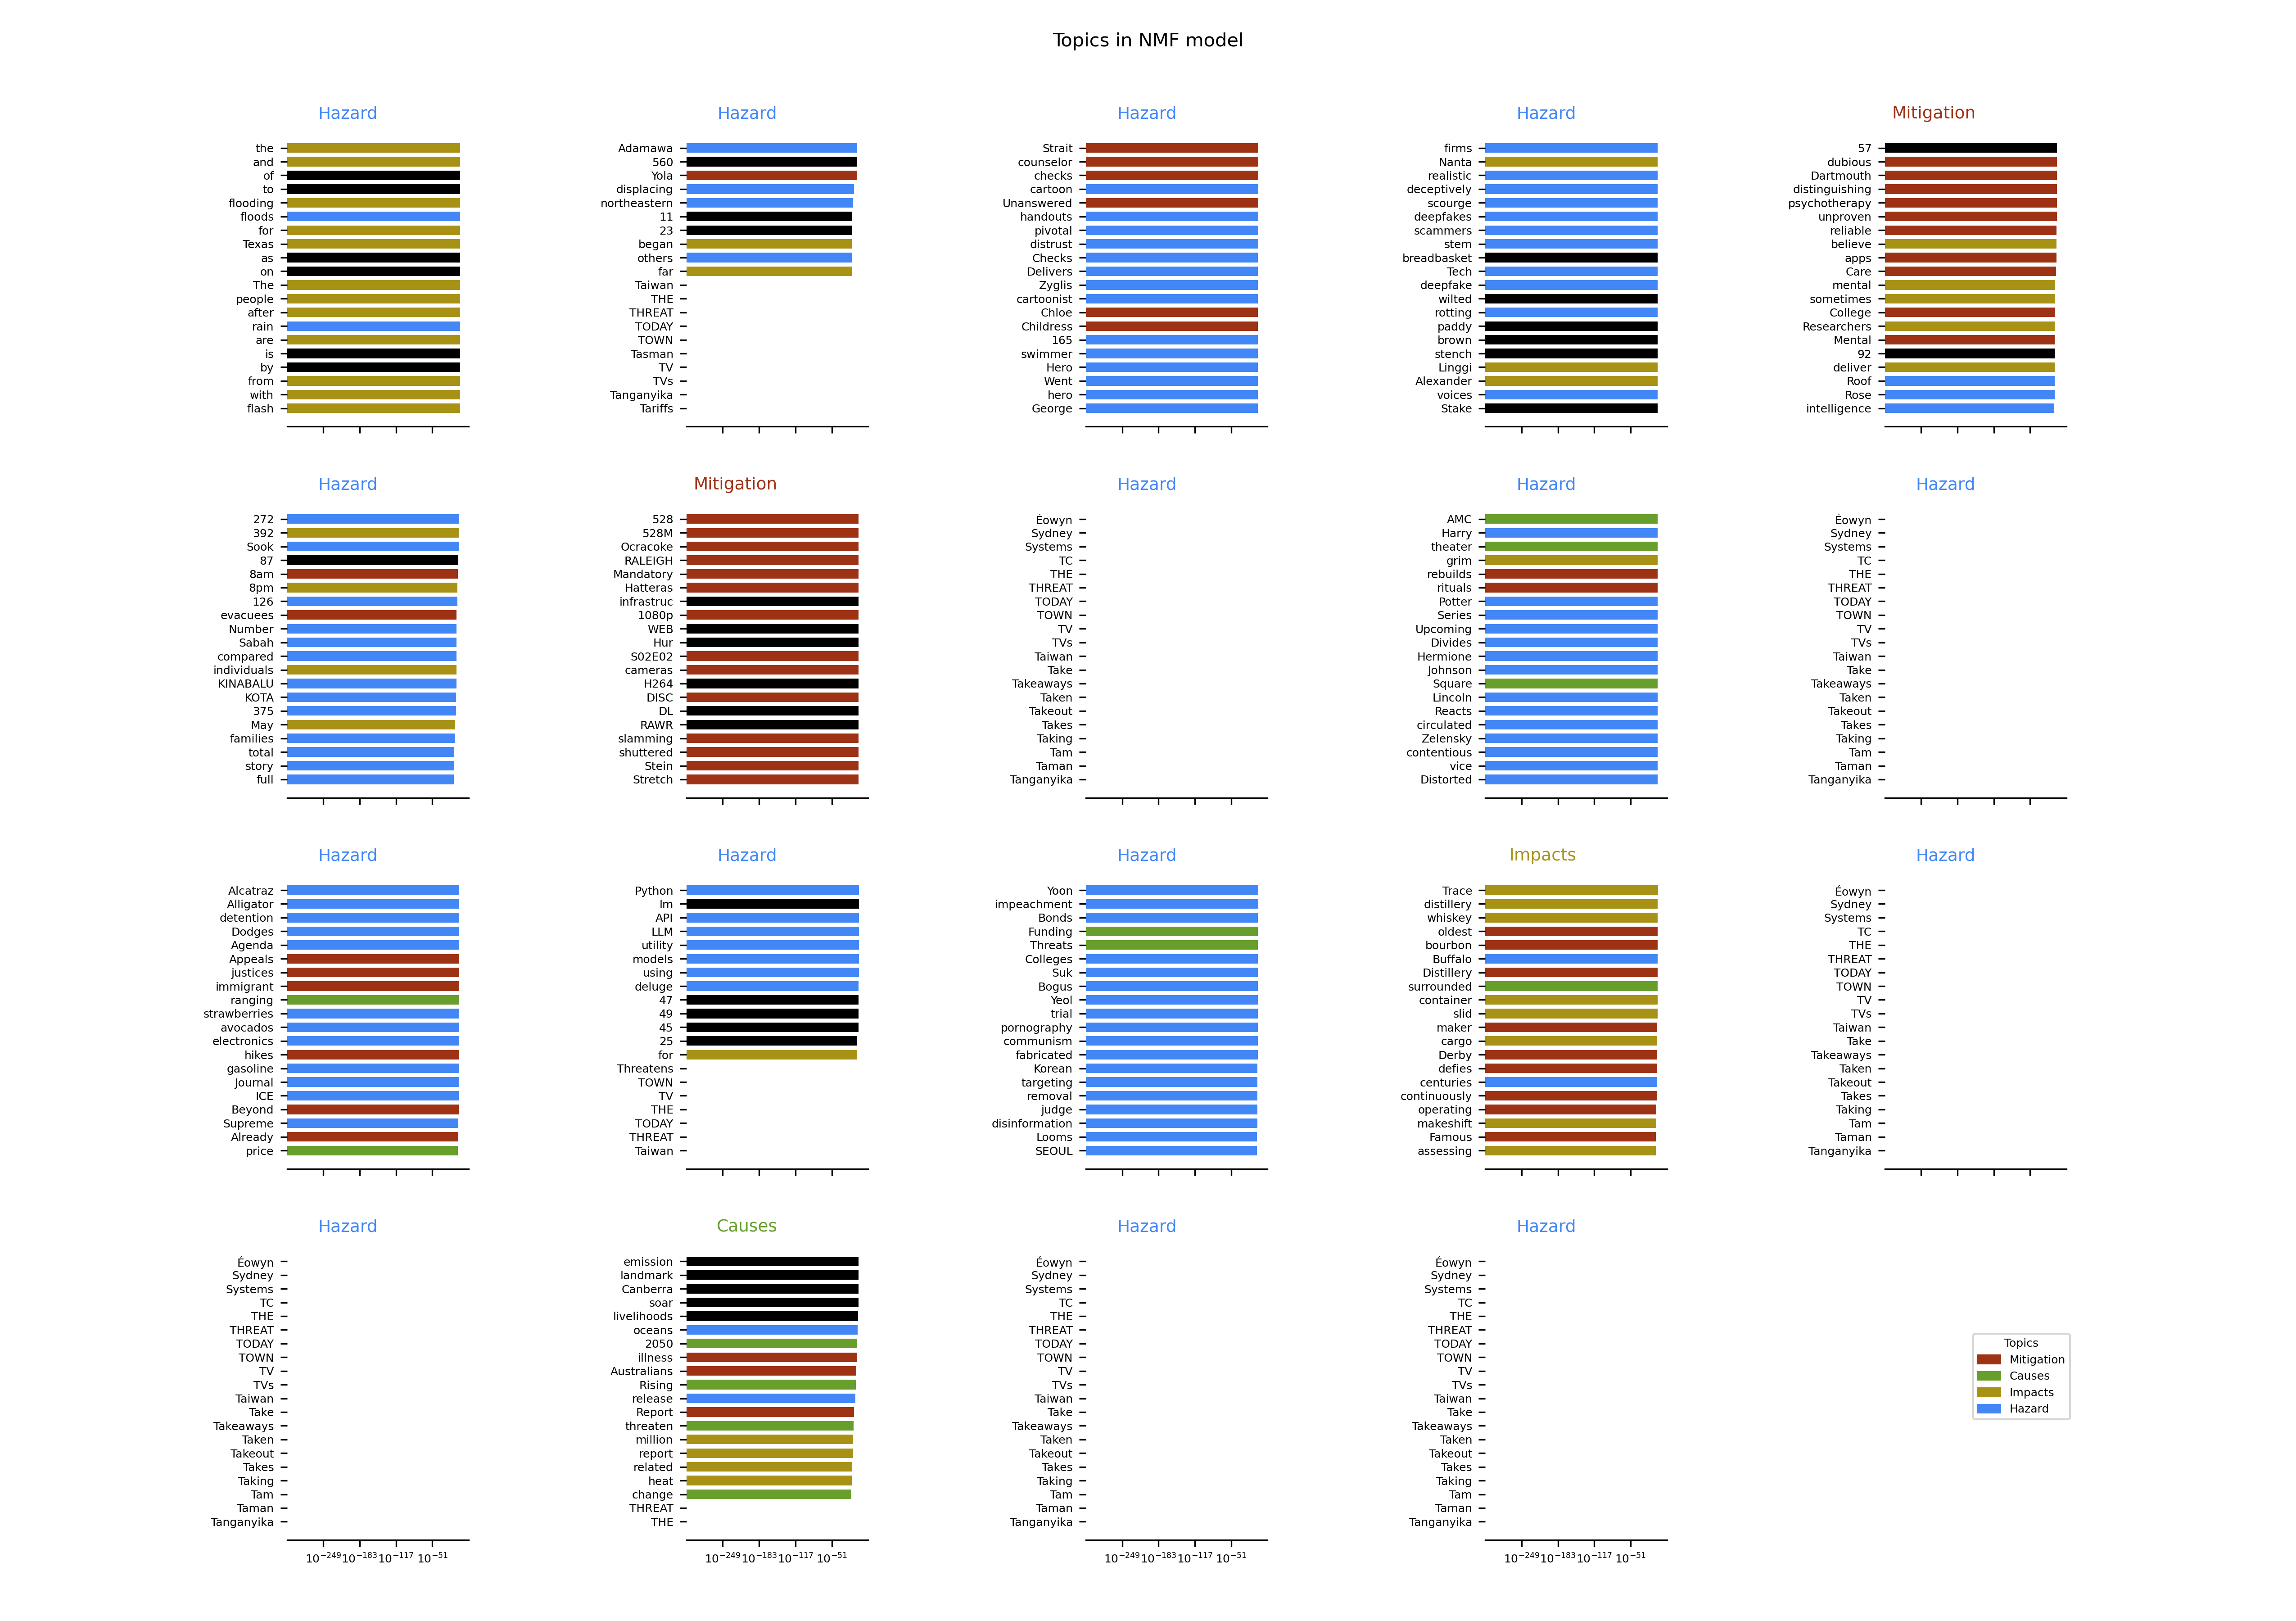 Topics in NMF model
Hazard
the
and
of
to
flooding
floods
for
Texas
as
on
The
people
after
rain
are
is
by
from
with
flash
Hazard
Adamawa
560
Yola
displacing
northeastern
11
23
began
others
far
Taiwan
THE
THREAT
TODAY
TOWN
Tasman
TV
TVs
Tanganyika
Tariffs
Hazard
Strait
counselor
checks
cartoon
Unanswered
handouts
pivotal
distrust
Checks
Delivers
Zyglis
cartoonist
Chloe
Childress
165
swimmer
Hero
Went
hero
George
Hazard
firms
Nanta
realistic
deceptively
scourge
deepfakes
scammers
stem
breadbasket
Tech
deepfake
wilted
rotting
paddy
brown
stench
Linggi
Alexander
voices
Stake
Mitigation
57
dubious
Dartmouth
distinguishing
psychotherapy
unproven
reliable
believe
apps
Care
mental
sometimes
College
Researchers
Mental
92
deliver
Roof
Rose
intelligence
Hazard
272
392
Sook
87
8am
8pm
126
evacuees
Number
Sabah
compared
individuals
KINABALU
KOTA
375
May
families
total
story
full
Mitigation
528
528M
Ocracoke
RALEIGH
Mandatory
Hatteras
infrastruc
1080p
WEB
Hur
S02E02
cameras
H264
DISC
DL
RAWR
slamming
shuttered
Stein
Stretch
Hazard
Éowyn
Sydney
Systems
TC
THE
THREAT
TODAY
TOWN
TV
TVs
Taiwan
Take
Takeaways
Taken
Takeout
Takes
Taking
Tam
Taman
Tanganyika
Hazard
AMC
Harry
theater
grim
rebuilds
rituals
Potter
Series
Upcoming
Divides
Hermione
Johnson
Square
Lincoln
Reacts
circulated
Zelensky
contentious
vice
Distorted
Hazard
Éowyn
Sydney
Systems
TC
THE
THREAT
TODAY
TOWN
TV
TVs
Taiwan
Take
Takeaways
Taken
Takeout
Takes
Taking
Tam
Taman
Tanganyika
Hazard
Alcatraz
Alligator
detention
Dodges
Agenda
Appeals
justices
immigrant
ranging
strawberries
avocados
electronics
hikes
gasoline
Journal
ICE
Beyond
Supreme
Already
price
Hazard
Python
lm
API
LLM
utility
models
using
deluge
47
49
45
25
for
Threatens
TOWN
TV
THE
TODAY
THREAT
Taiwan
Hazard
Yoon
impeachment
Bonds
Funding
Threats
Colleges
Suk
Bogus
Yeol
trial
pornography
communism
fabricated
Korean
targeting
removal
judge
disinformation
Looms
SEOUL
Impacts
Trace
distillery
whiskey
oldest
bourbon
Buffalo
Distillery
surrounded
container
slid
maker
cargo
Derby
defies
centuries
continuously
operating
makeshift
Famous
assessing
Hazard
Éowyn
Sydney
Systems
TC
THE
THREAT
TODAY
TOWN
TV
TVs
Taiwan
Take
Takeaways
Taken
Takeout
Takes
Taking
Tam
Taman
Tanganyika
Hazard
Éowyn
Sydney
Systems
TC
THE
THREAT
TODAY
TOWN
TV
TVs
Taiwan
Take
Takeaways
Taken
Takeout
Takes
Taking
Tam
Taman
Tanganyika
10⁻²⁴⁹ 10⁻¹⁸³ 10⁻¹¹⁷ 10⁻⁵¹
Causes
emission
landmark
Canberra
soar
livelihoods
oceans
2050
illness
Australians
Rising
release
Report
threaten
million
report
related
heat
change
THREAT
THE
10⁻²⁴⁹ 10⁻¹⁸³ 10⁻¹¹⁷ 10⁻⁵¹
Hazard
Éowyn
Sydney
Systems
TC
THE
THREAT
TODAY
TOWN
TV
TVs
Taiwan
Take
Takeaways
Taken
Takeout
Takes
Taking
Tam
Taman
Tanganyika
10⁻²⁴⁹ 10⁻¹⁸³ 10⁻¹¹⁷ 10⁻⁵¹
Hazard
Éowyn
Sydney
Systems
TC
THE
THREAT
TODAY
TOWN
TV
TVs
Taiwan
Take
Takeaways
Taken
Takeout
Takes
Taking
Tam
Taman
Tanganyika
10⁻²⁴⁹ 10⁻¹⁸³ 10⁻¹¹⁷ 10⁻⁵¹
Topics
Mitigation
Causes
Impacts
Hazard